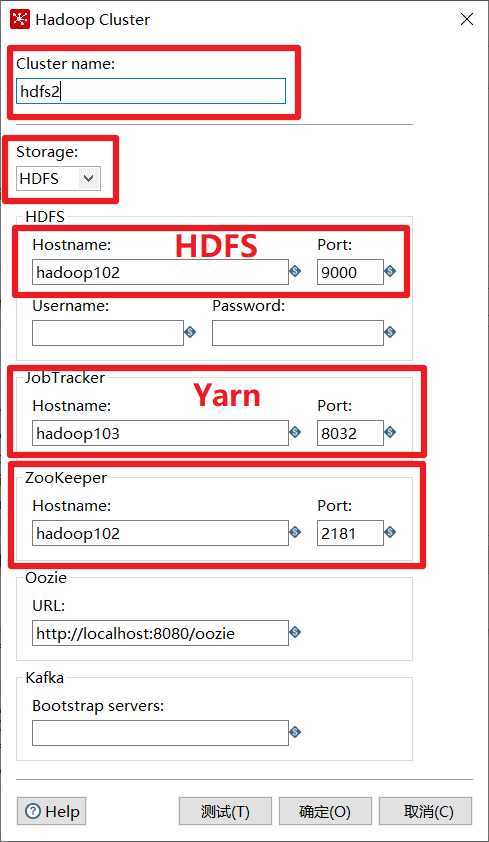 Hadoop Cluster
Cluster name:
hdfs2
Storage:
HDFS
HDFS
HDFS
Hostname: Port:
hadoop102 9000
Username: Password:
JobTracker
Yarn
Hostname: Port:
hadoop103 8032
ZooKeeper
Hostname: Port:
hadoop102 2181
Oozie
URL:
http://localhost:8080/oozie
Kafka
Bootstrap servers:
Help 测试(T) 确定(O) 取消(C)